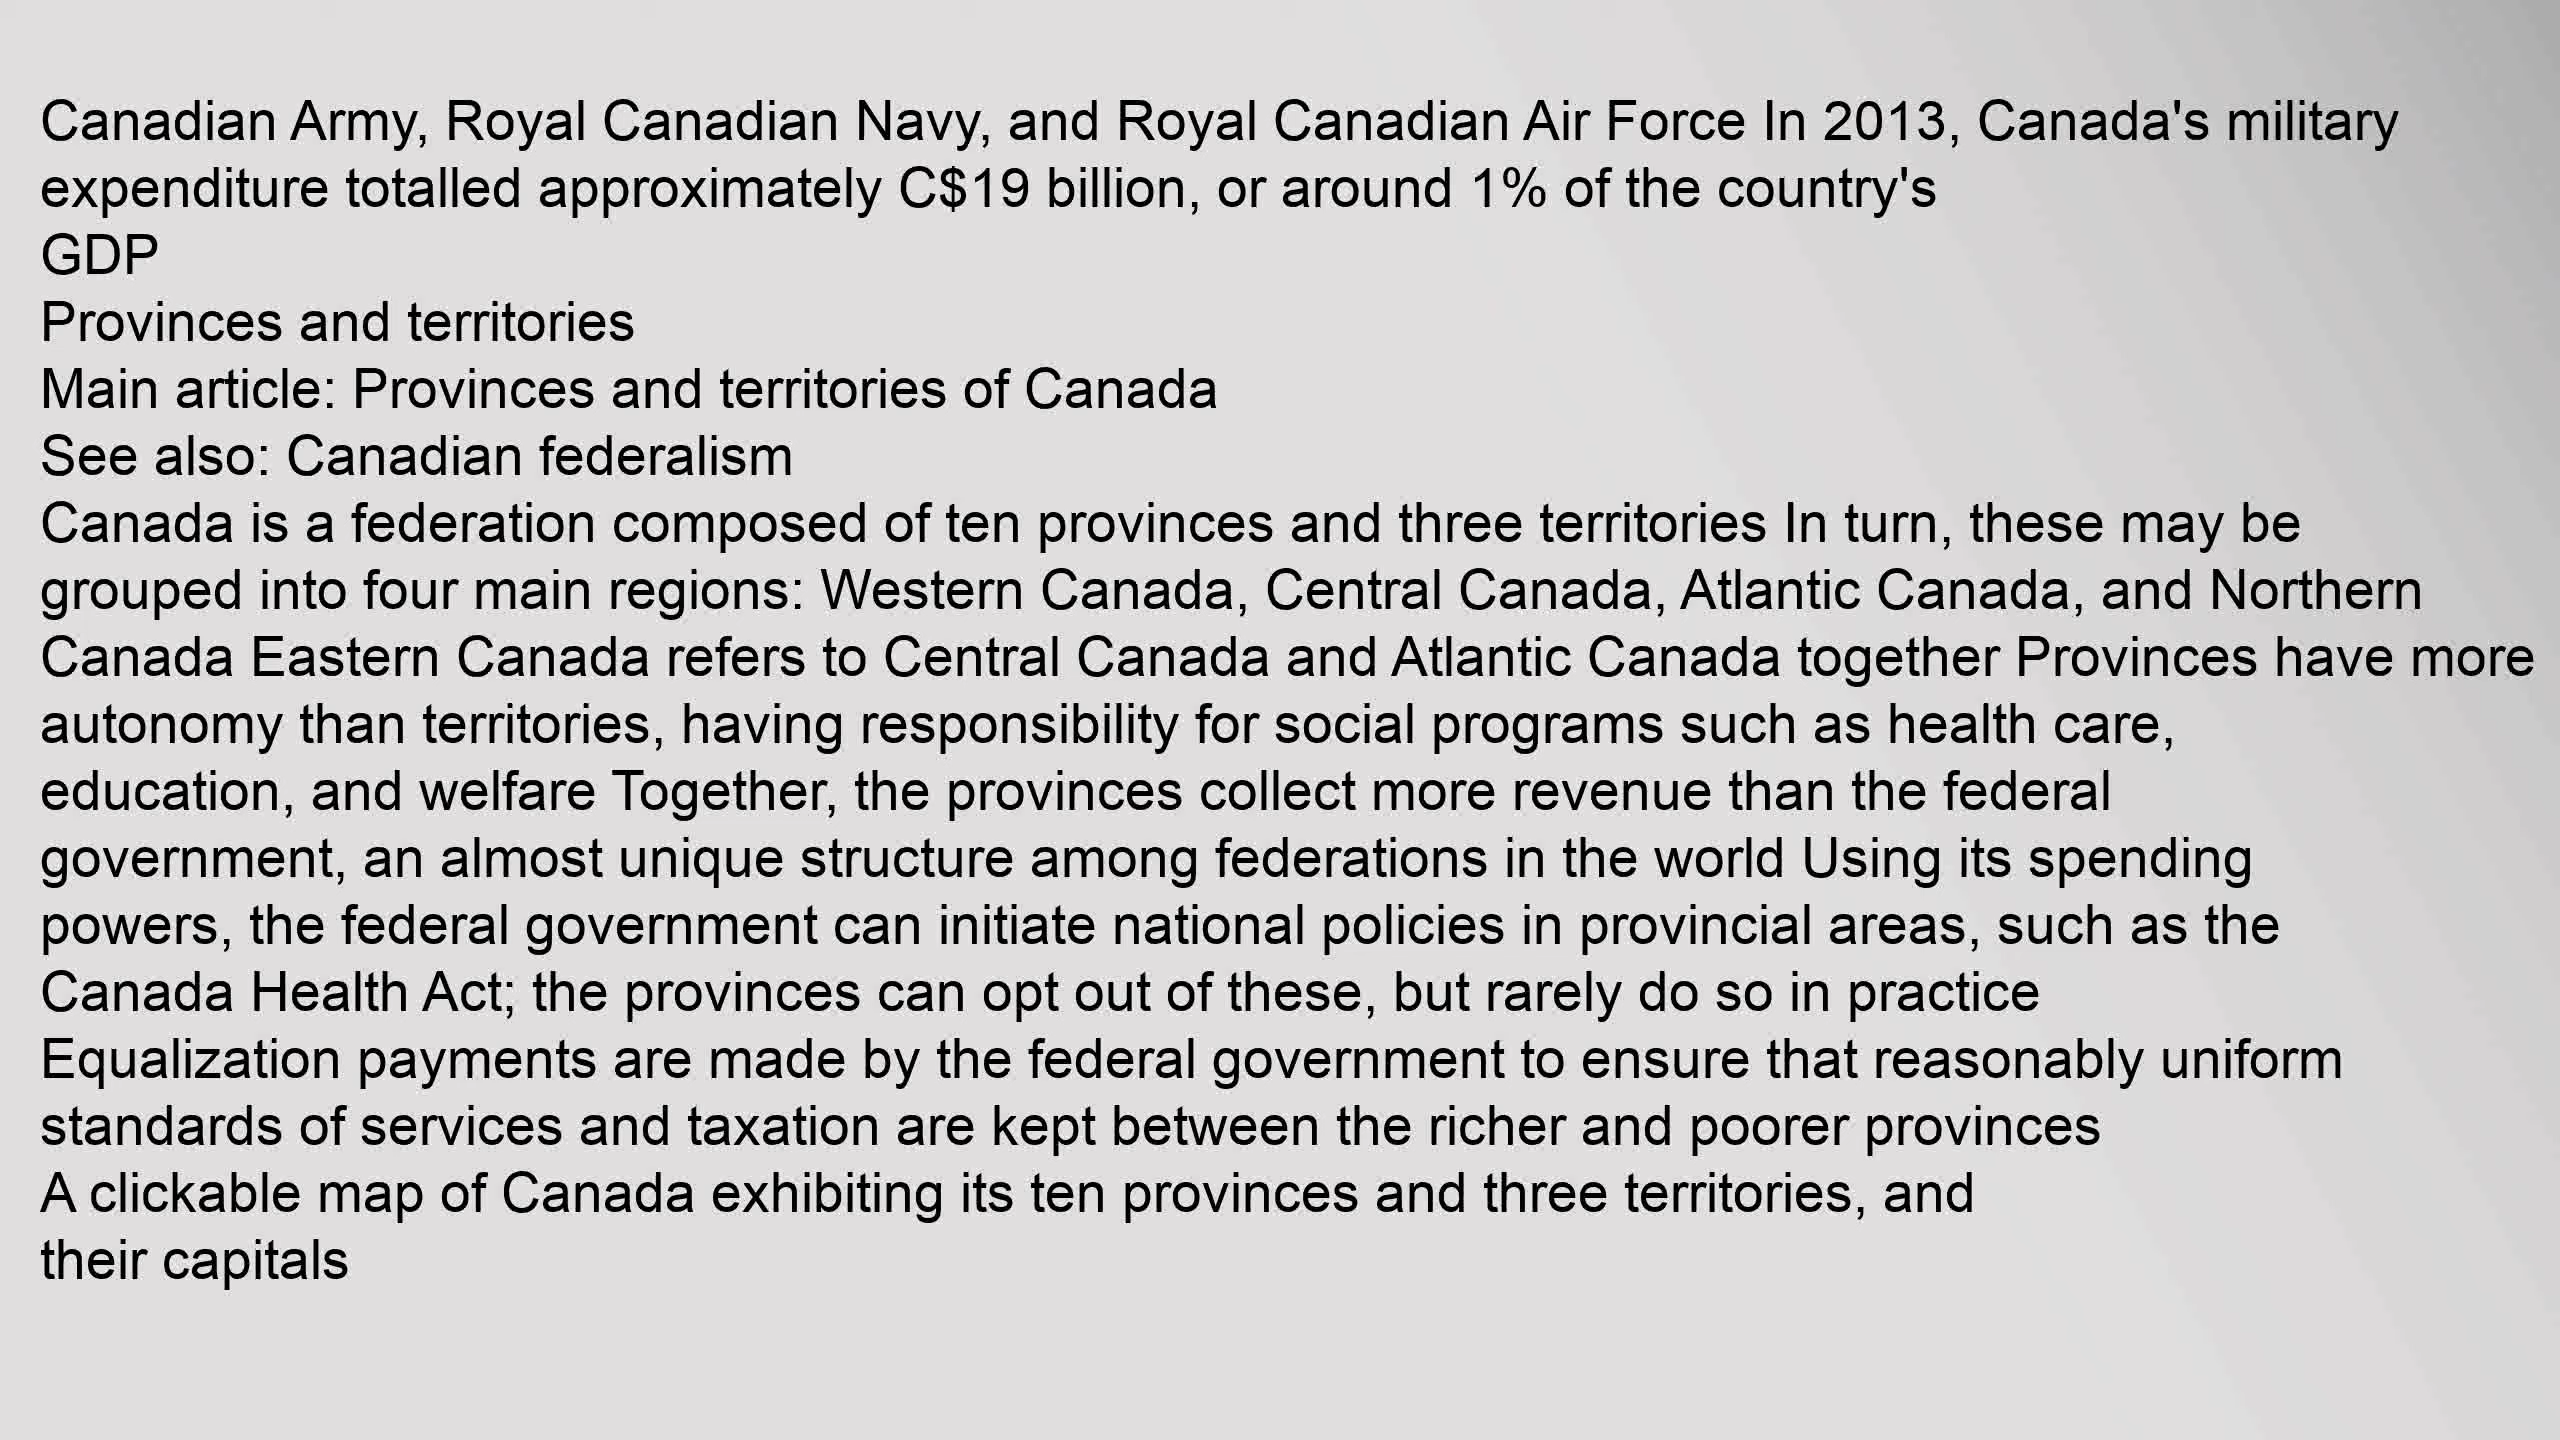 Canadian Army, Royal Canadian Navy, and Royal Canadian Air Force In 2013, Canada's military
expenditure totalled approximately C$19 billion, or around 1% of the country's
GDP
Provinces and territories
Main article: Provinces and territories of Canada
See also: Canadian federalism
Canada is a federation composed of ten provinces and three territories In turn, these may be
grouped into four main regions: Western Canada, Central Canada, Atlantic Canada, and Northern
Canada Eastern Canada refers to Central Canada and Atlantic Canada together Provinces have more
autonomy than territories, having responsibility for social programs such as health care,
education, and welfare Together, the provinces collect more revenue than the federal
government, an almost unique structure among federations in the world Using its spending
powers, the federal government can initiate national policies in provincial areas, such as the
Canada Health Act; the provinces can opt out of these, but rarely do so in practice
Equalization payments are made by the federal government to ensure that reasonably uniform
standards of services and taxation are kept between the richer and poorer provinces
A clickable map of Canada exhibiting its ten provinces and three territories, and
their capitals